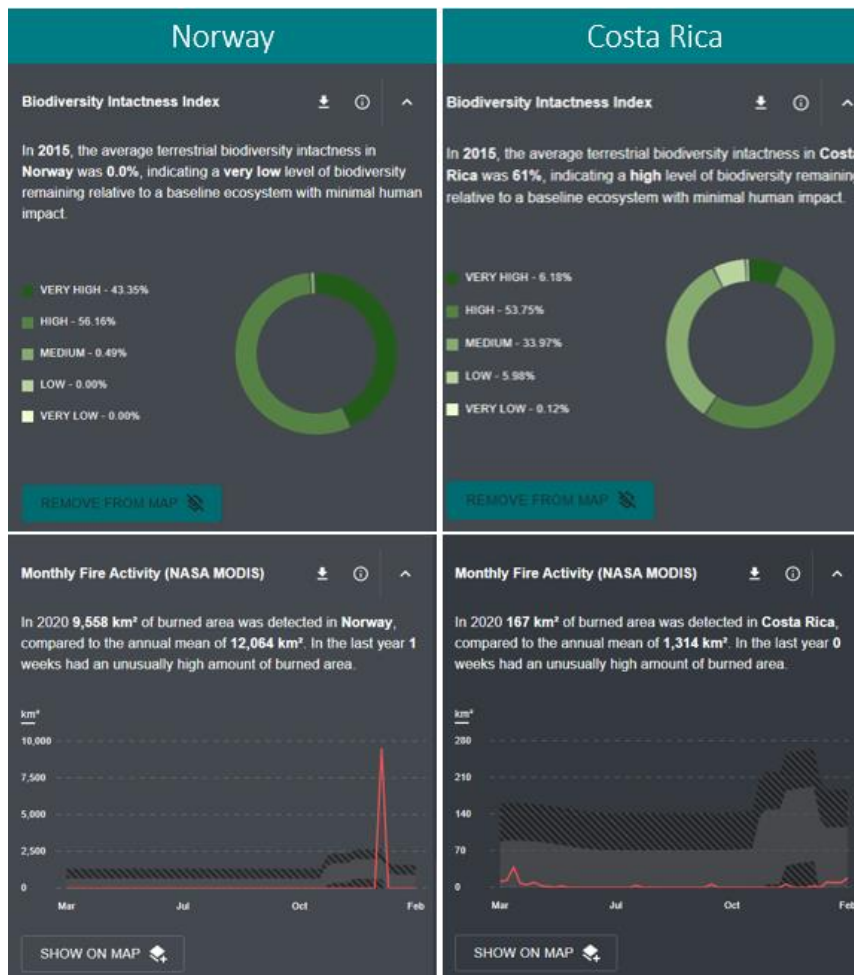 Norway
Biodiversity Intactness Index
In 2015, the average terrestrial biodiversity intactness in
Norway was 0.0%, indicating a very low level of biodiversity
remaining relative to a baseline ecosystem with minimal human
impact.
VERY HIGH - 43.35%
HIGH - 56.16%
MEDIUM - 0.49%
LOW - 0.00%
VERY LOW - 0.00%
REMOVE FROM MAP
Costa Rica
Biodiversity Intactness Index
In 2015, the average terrestrial biodiversity intactness in Costa
Rica was 61%, indicating a high level of biodiversity remaining
relative to a baseline ecosystem with minimal human impact.
VERY HIGH - 6.18%
HIGH - 53.75%
MEDIUM - 33.97%
LOW - 5.98%
VERY LOW - 0.12%
REMOVE FROM MAP
Monthly Fire Activity (NASA MODIS)
In 2020 9,558 km² of burned area was detected in Norway,
compared to the annual mean of 12,064 km². In the last year 1
weeks had an unusually high amount of burned area.
km²
10,000
7,500
5,000
2,500
0
Mar Jul Oct Feb
SHOW ON MAP
Monthly Fire Activity (NASA MODIS)
In 2020 167 km² of burned area was detected in Costa Rica,
compared to the annual mean of 1,314 km². In the last year 0
weeks had an unusually high amount of burned area.
km²
280
210
140
70
0
Mar Jul Oct Feb
SHOW ON MAP